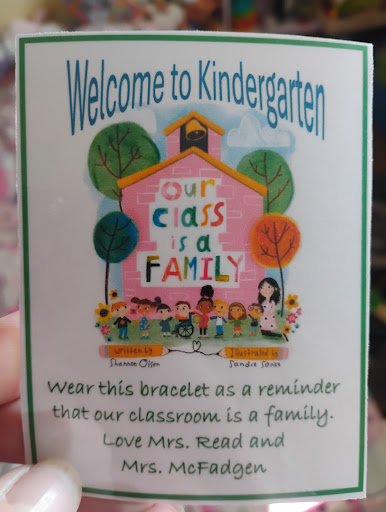 Welcome to Kindergarten
our
class
is a
FAMILY
written by
Shannon Olsen
Illustrated by
Sandie Sonke
Wear this bracelet as a reminder
that our classroom is a family.
Love Mrs. Read and
Mrs. McFadgen